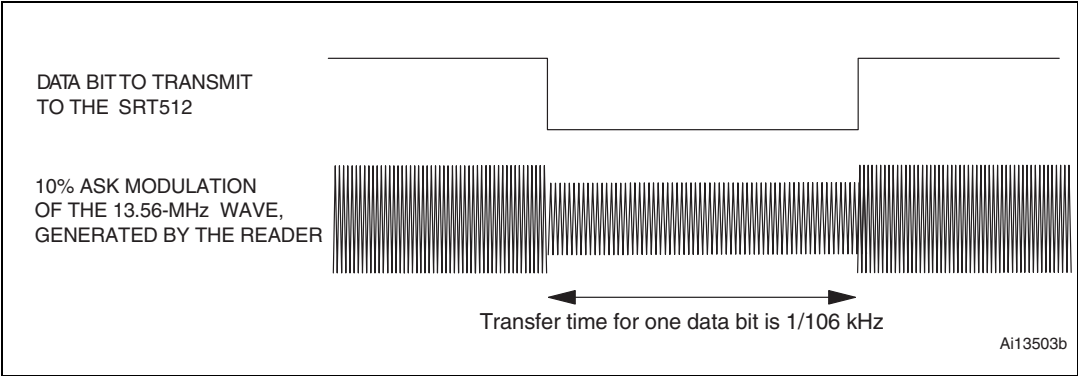 DATA BIT TO TRANSMIT
TO THE SRT512
10% ASK MODULATION
OF THE 13.56-MHz WAVE,
GENERATED BY THE READER
Transfer time for one data bit is 1/106 kHz
Ai13503b